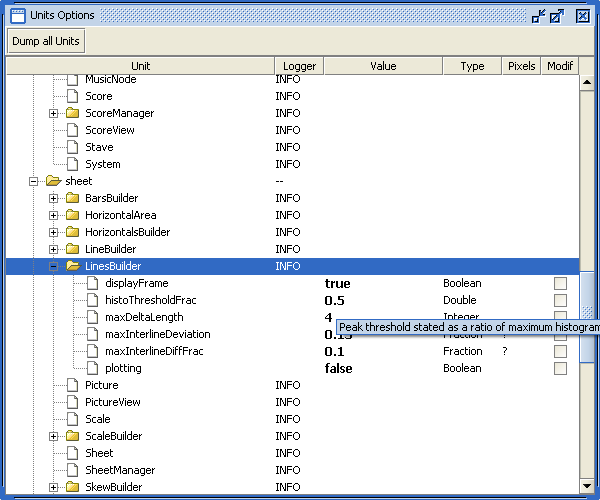 Units Options
Dump all Units
Unit Logger Value Type Pixels Modif
MusicNode INFO
Score INFO
ScoreManager INFO
ScoreView INFO
Stave INFO
System INFO
sheet --
BarsBuilder INFO
HorizontalArea INFO
HorizontalsBuilder INFO
LineBuilder INFO
LinesBuilder INFO
displayFrame true Boolean
histoThresholdFrac 0.5 Double
maxDeltaLength 4 Integer
Peak threshold stated as a ratio of maximum histogram
maxInterlineDeviation 0.15 Fraction ?
maxInterlineDiffFrac 0.1 Fraction ?
plotting false Boolean
Picture INFO
PictureView INFO
Scale INFO
ScaleBuilder INFO
Sheet INFO
SheetManager INFO
SkewBuilder INFO